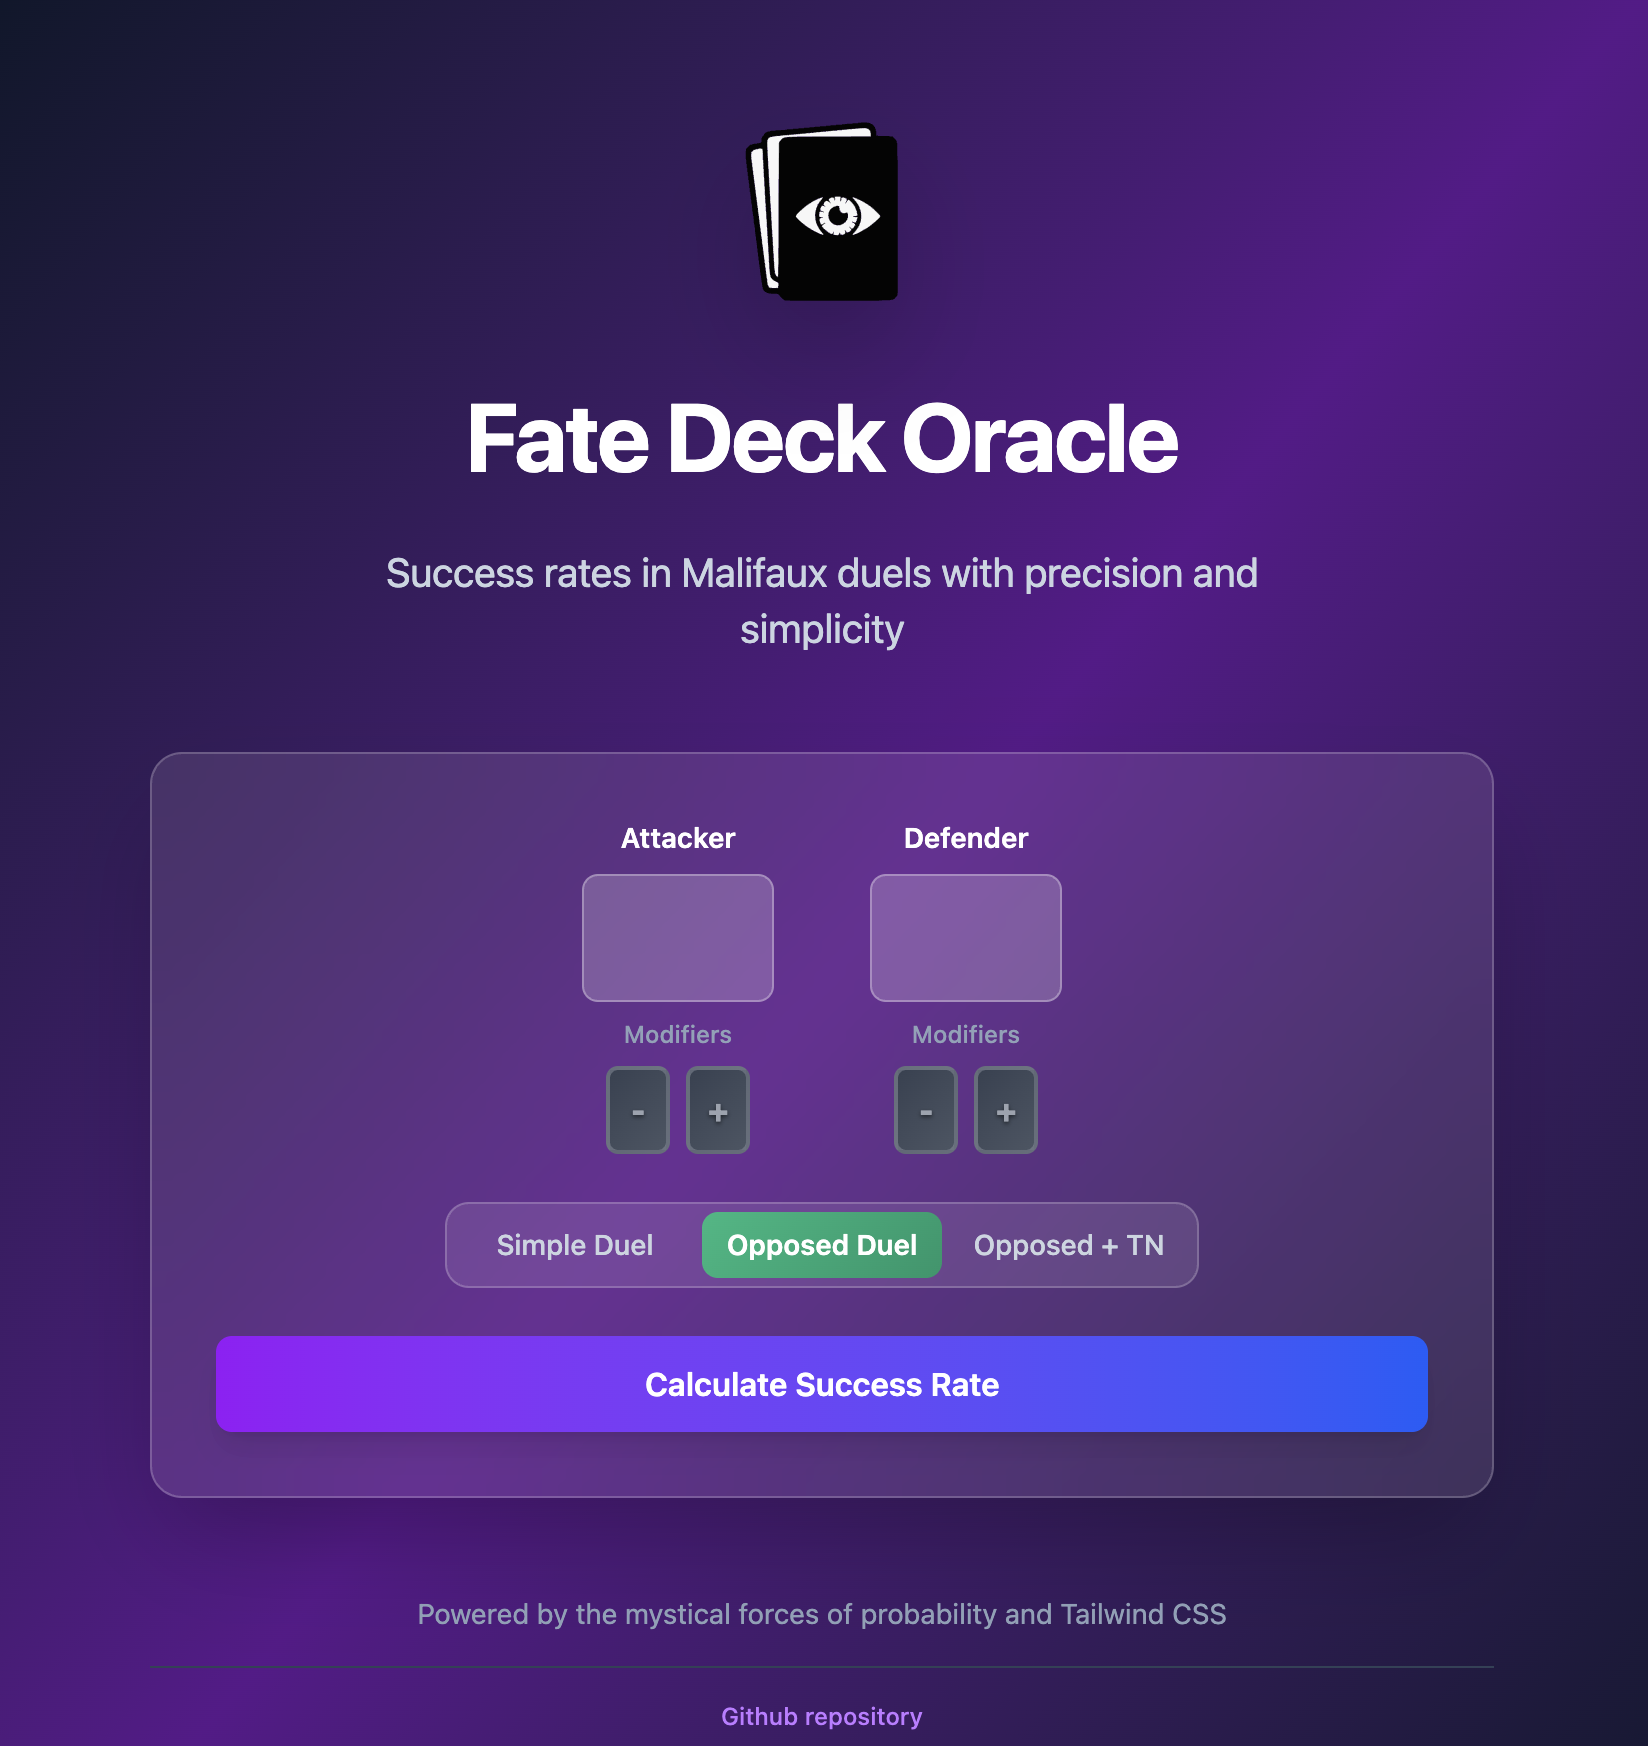 Fate Deck Oracle
Success rates in Malifaux duels with precision and
simplicity
Attacker
Defender
Modifiers
Modifiers
- +
- +
Simple Duel
Opposed Duel
Opposed + TN
Calculate Success Rate
Powered by the mystical forces of probability and Tailwind CSS
Github repository